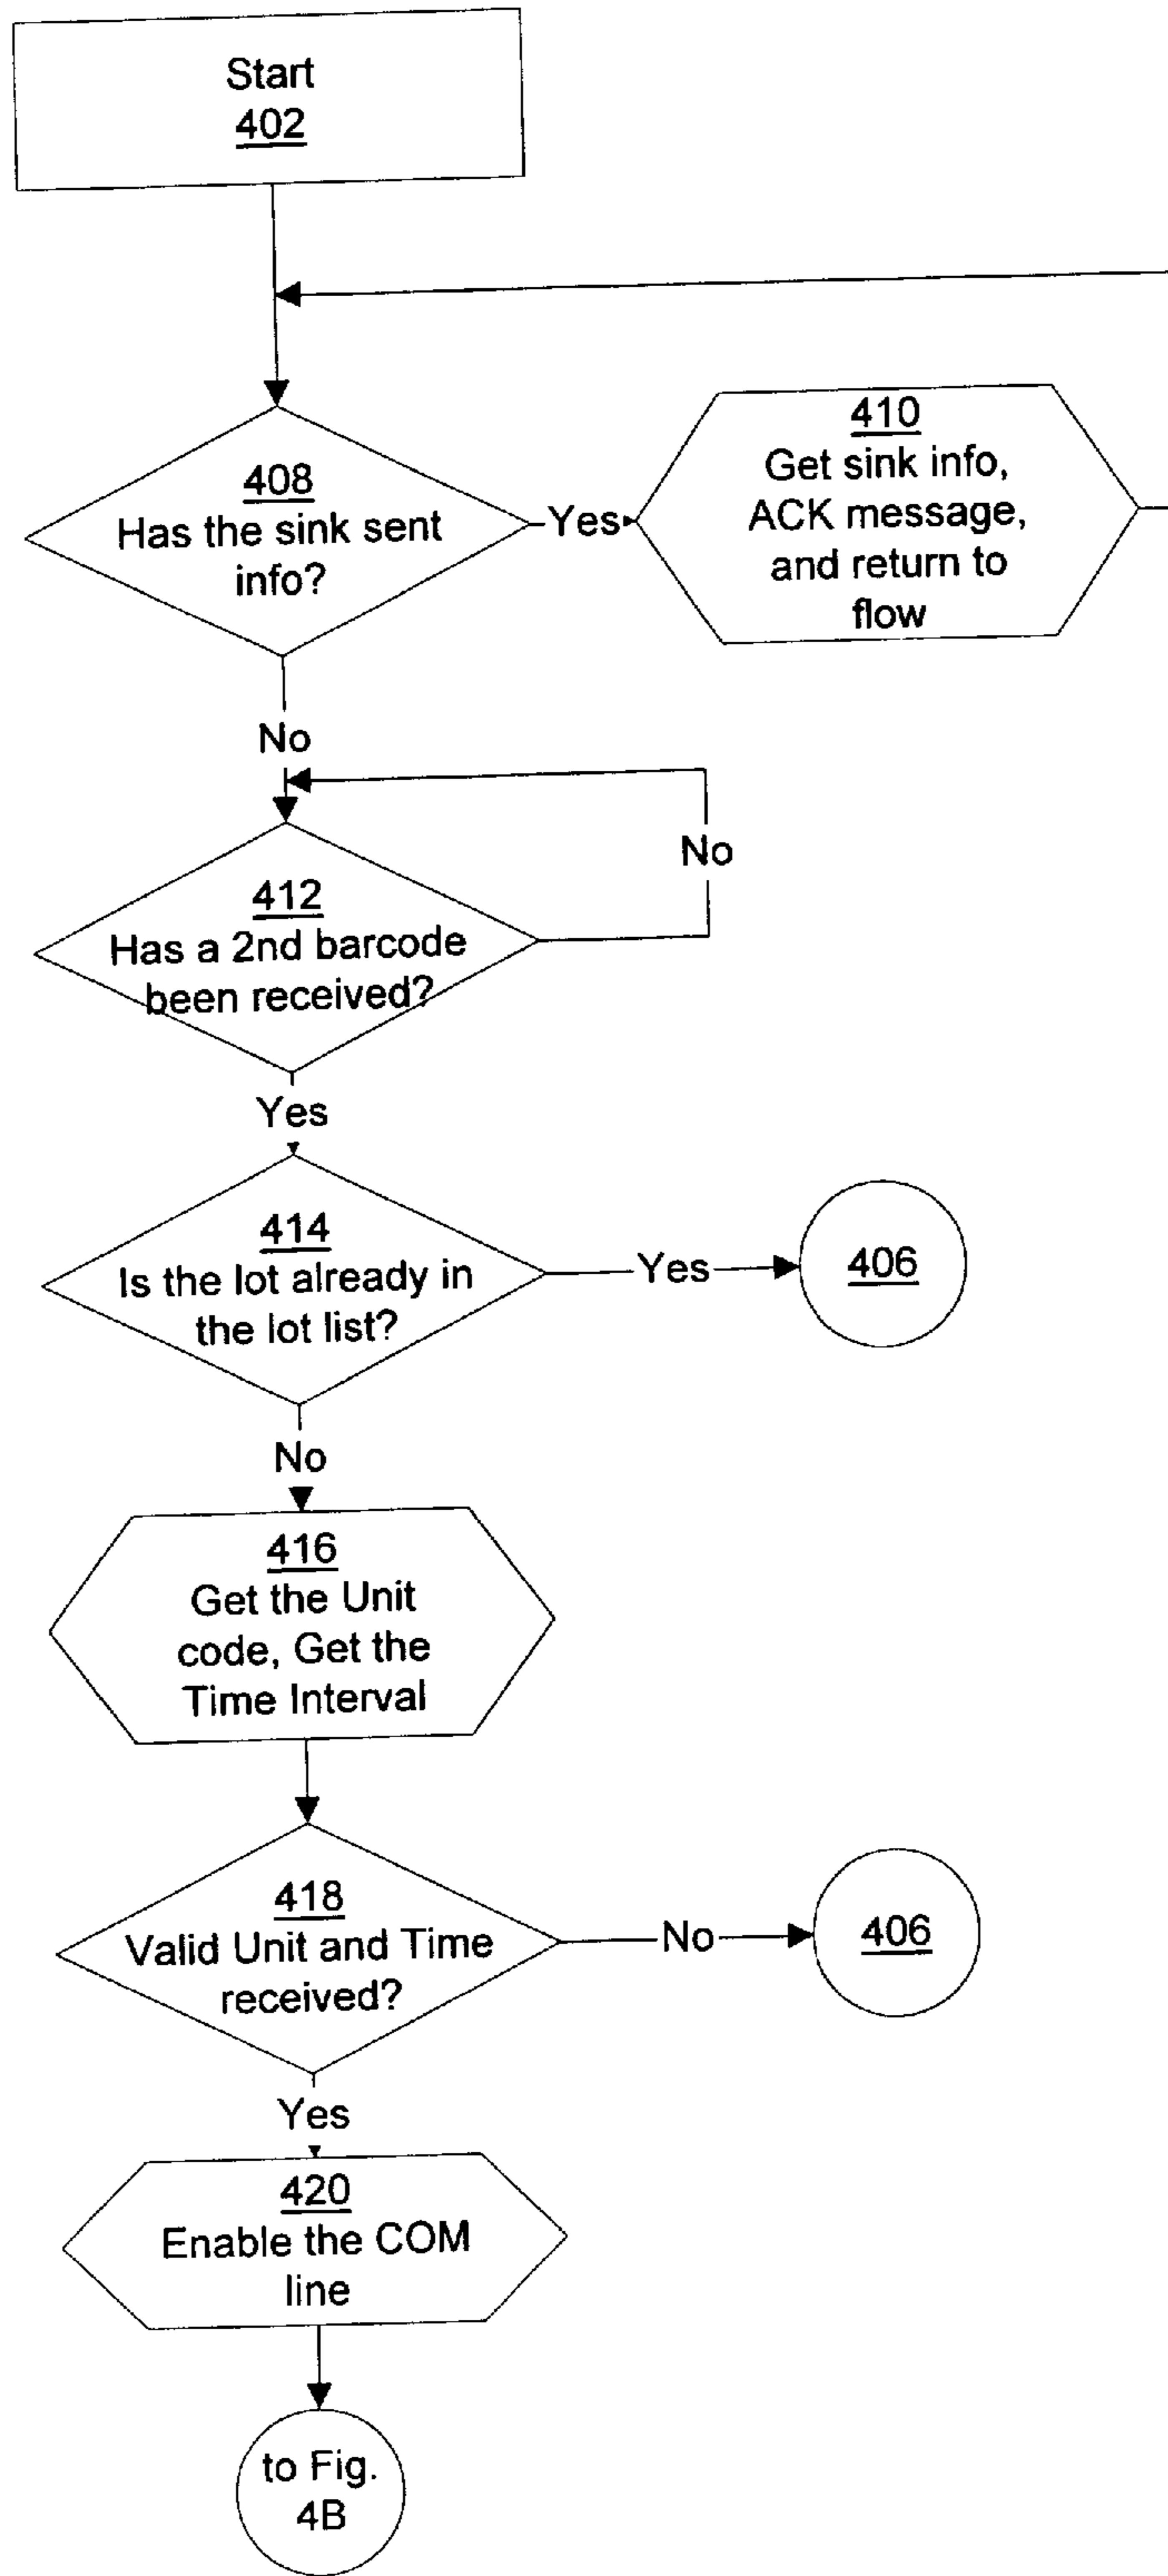 Start
402
408
Has the sink sent
info?
Yes
410
Get sink info,
ACK message,
and return to
flow
No
No
412
Has a 2nd barcode
been received?
Yes
414
Is the lot already in
the lot list?
Yes
406
No
416
Get the Unit
code, Get the
Time Interval
418
Valid Unit and Time
received?
No
406
Yes
420
Enable the COM
line
to Fig.
4B